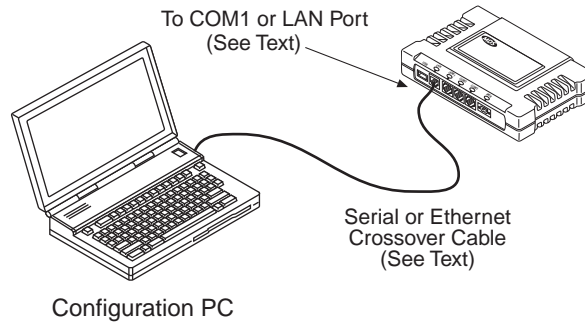 To COM1 or LAN Port
(See Text)
Serial or Ethernet
Crossover Cable
(See Text)
Configuration PC